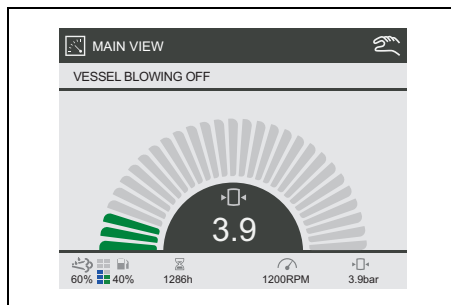 MAIN VIEW
VESSEL BLOWING OFF
3.9
60% 40% 1286h 1200RPM 3.9bar